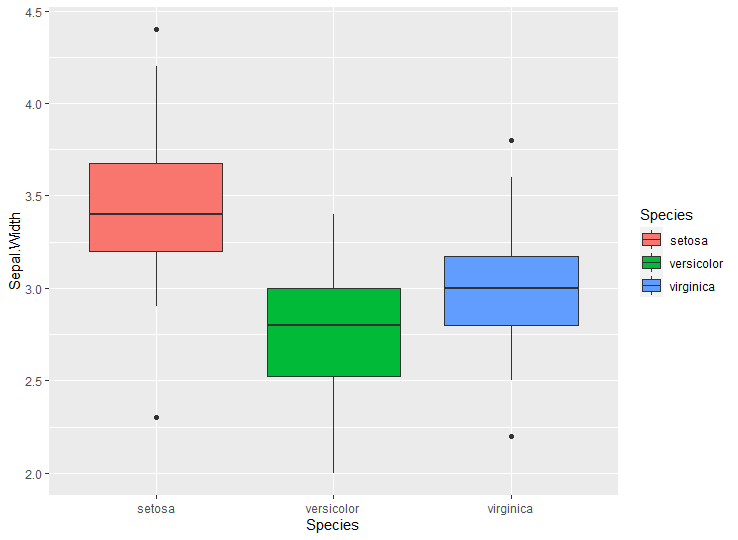 4.5
4.0
3.5
3.0
2.5
2.0
Sepal.Width
setosa versicolor virginica
Species
Species
setosa
versicolor
virginica